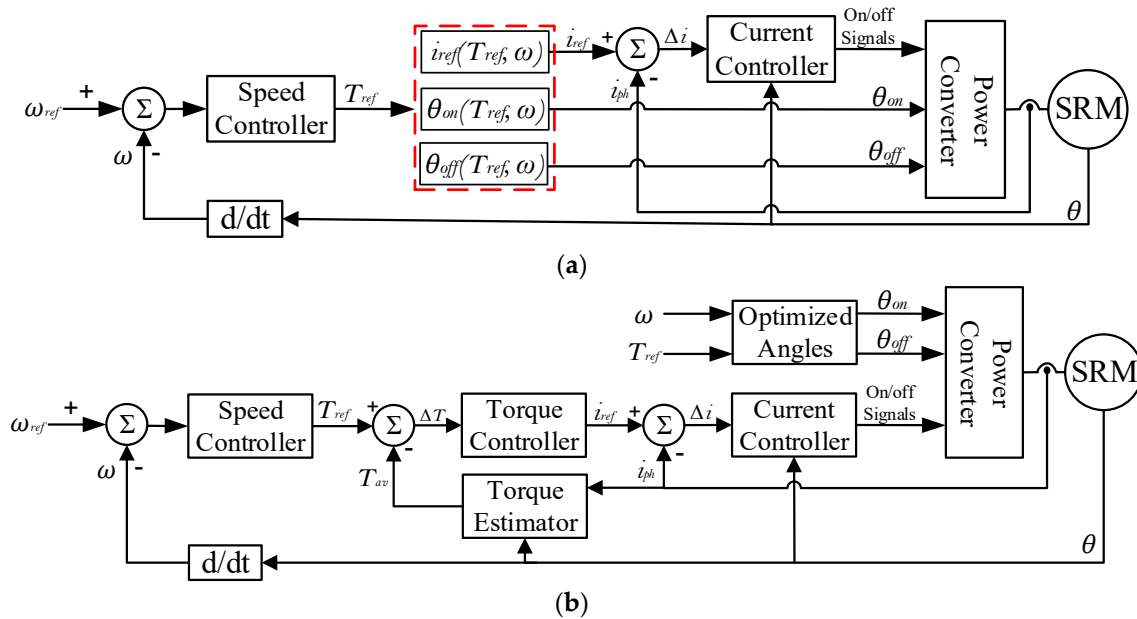 ω_ref
+
-
Σ
ω
Speed
Controller
T_ref
i_ref(T_ref, ω)
θ_on(T_ref, ω)
θ_off(T_ref, ω)
i_ref
+
Σ
-
i_ph
Δi
Current
Controller
On/off
Signals
θ_on
θ_off
Power
Converter
SRM
θ
d/dt
(a)
ω
T_ref
Optimized
Angles
θ_on
θ_off
Power
Converter
SRM
ω_ref
+
Σ
-
ω
Speed
Controller
T_ref
+
Σ
-
ΔT
T_av
Torque
Controller
i_ref
+
Σ
-
i_ph
Δi
Current
Controller
On/off
Signals
Torque
Estimator
d/dt
θ
(b)